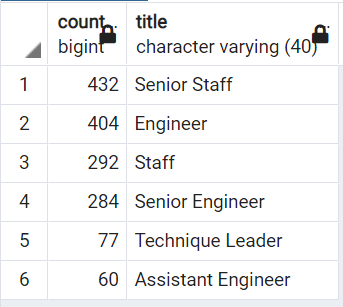 count title
bigint character varying (40)
1 432 Senior Staff
2 404 Engineer
3 292 Staff
4 284 Senior Engineer
5 77 Technique Leader
6 60 Assistant Engineer